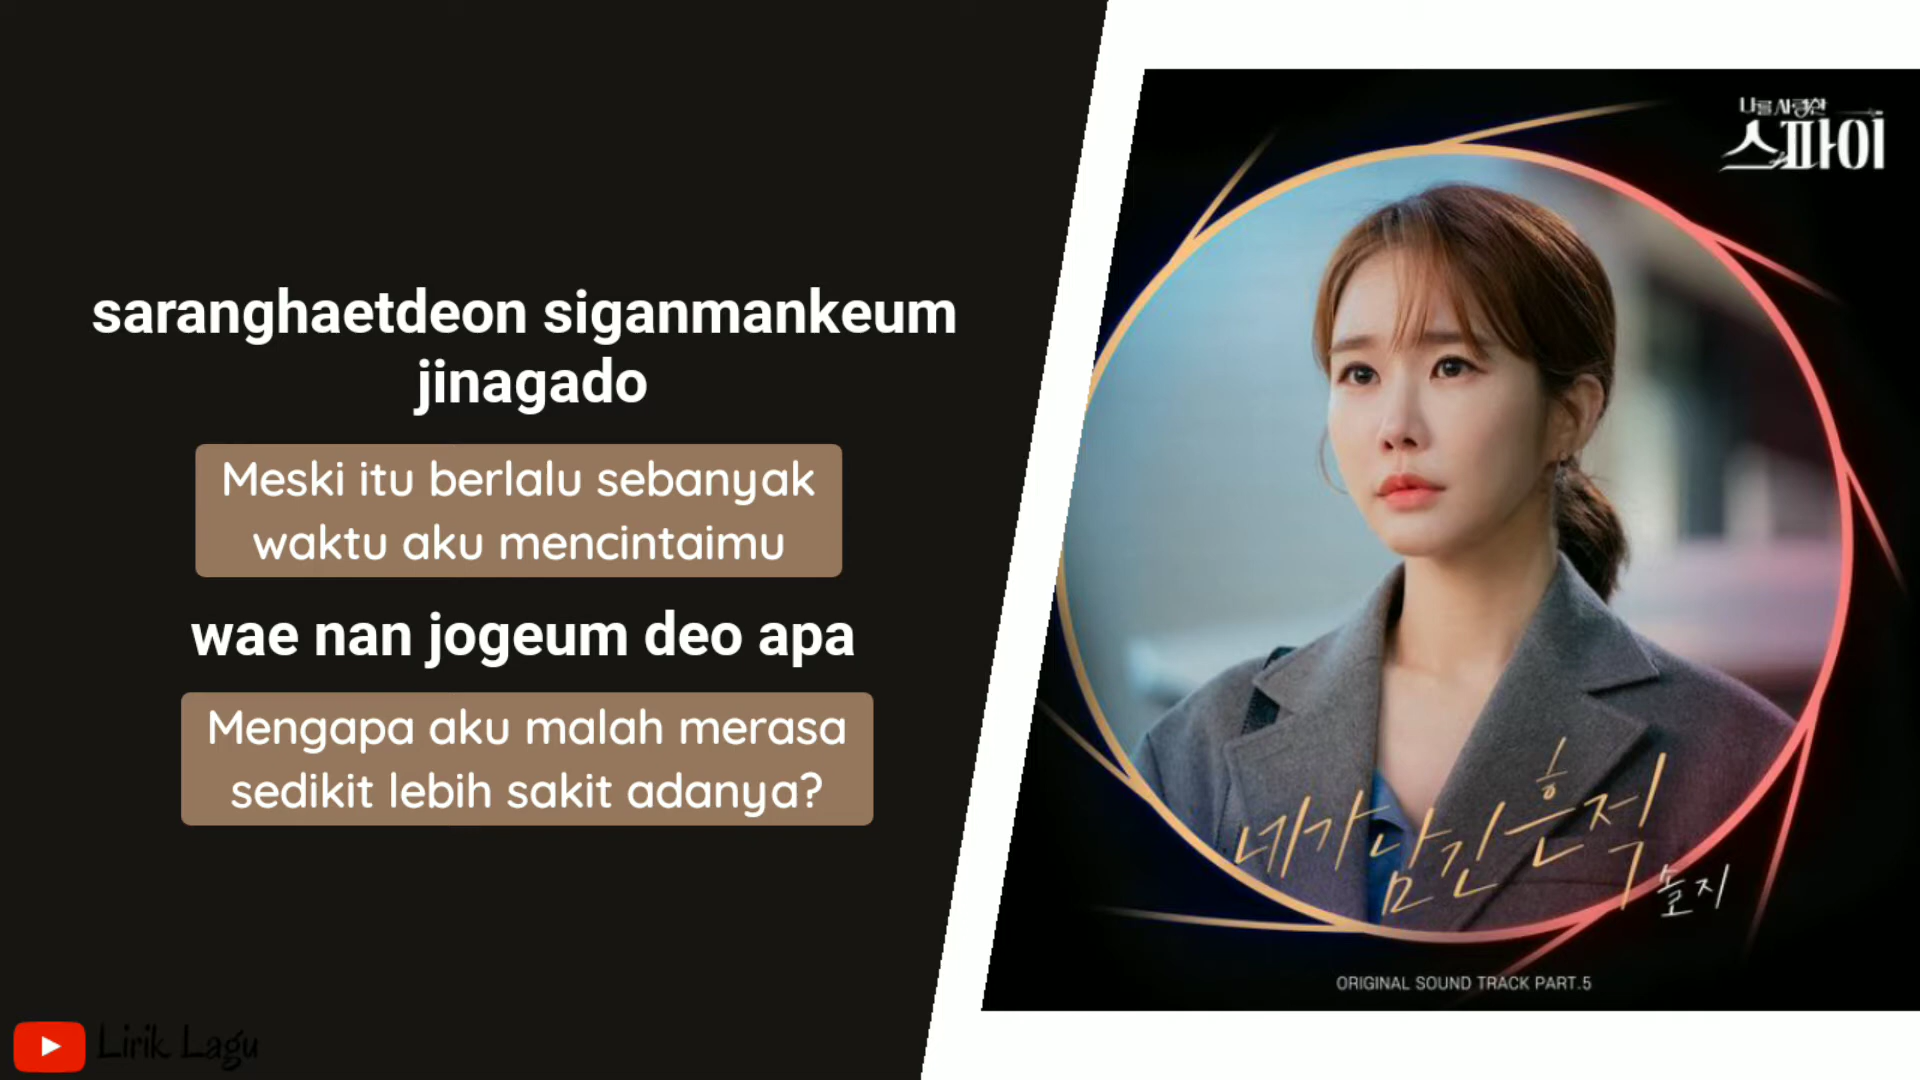 saranghaetdeon siganmankeum
jinagado
Meski itu berlalu sebanyak
waktu aku mencintaimu
wae nan jogeum deo apa
Mengapa aku malah merasa
sedikit lebih sakit adanya?
Lirik Lagu
나를 사랑한
스파이
네가 남긴 흔적
솔지
ORIGINAL SOUND TRACK PART.5